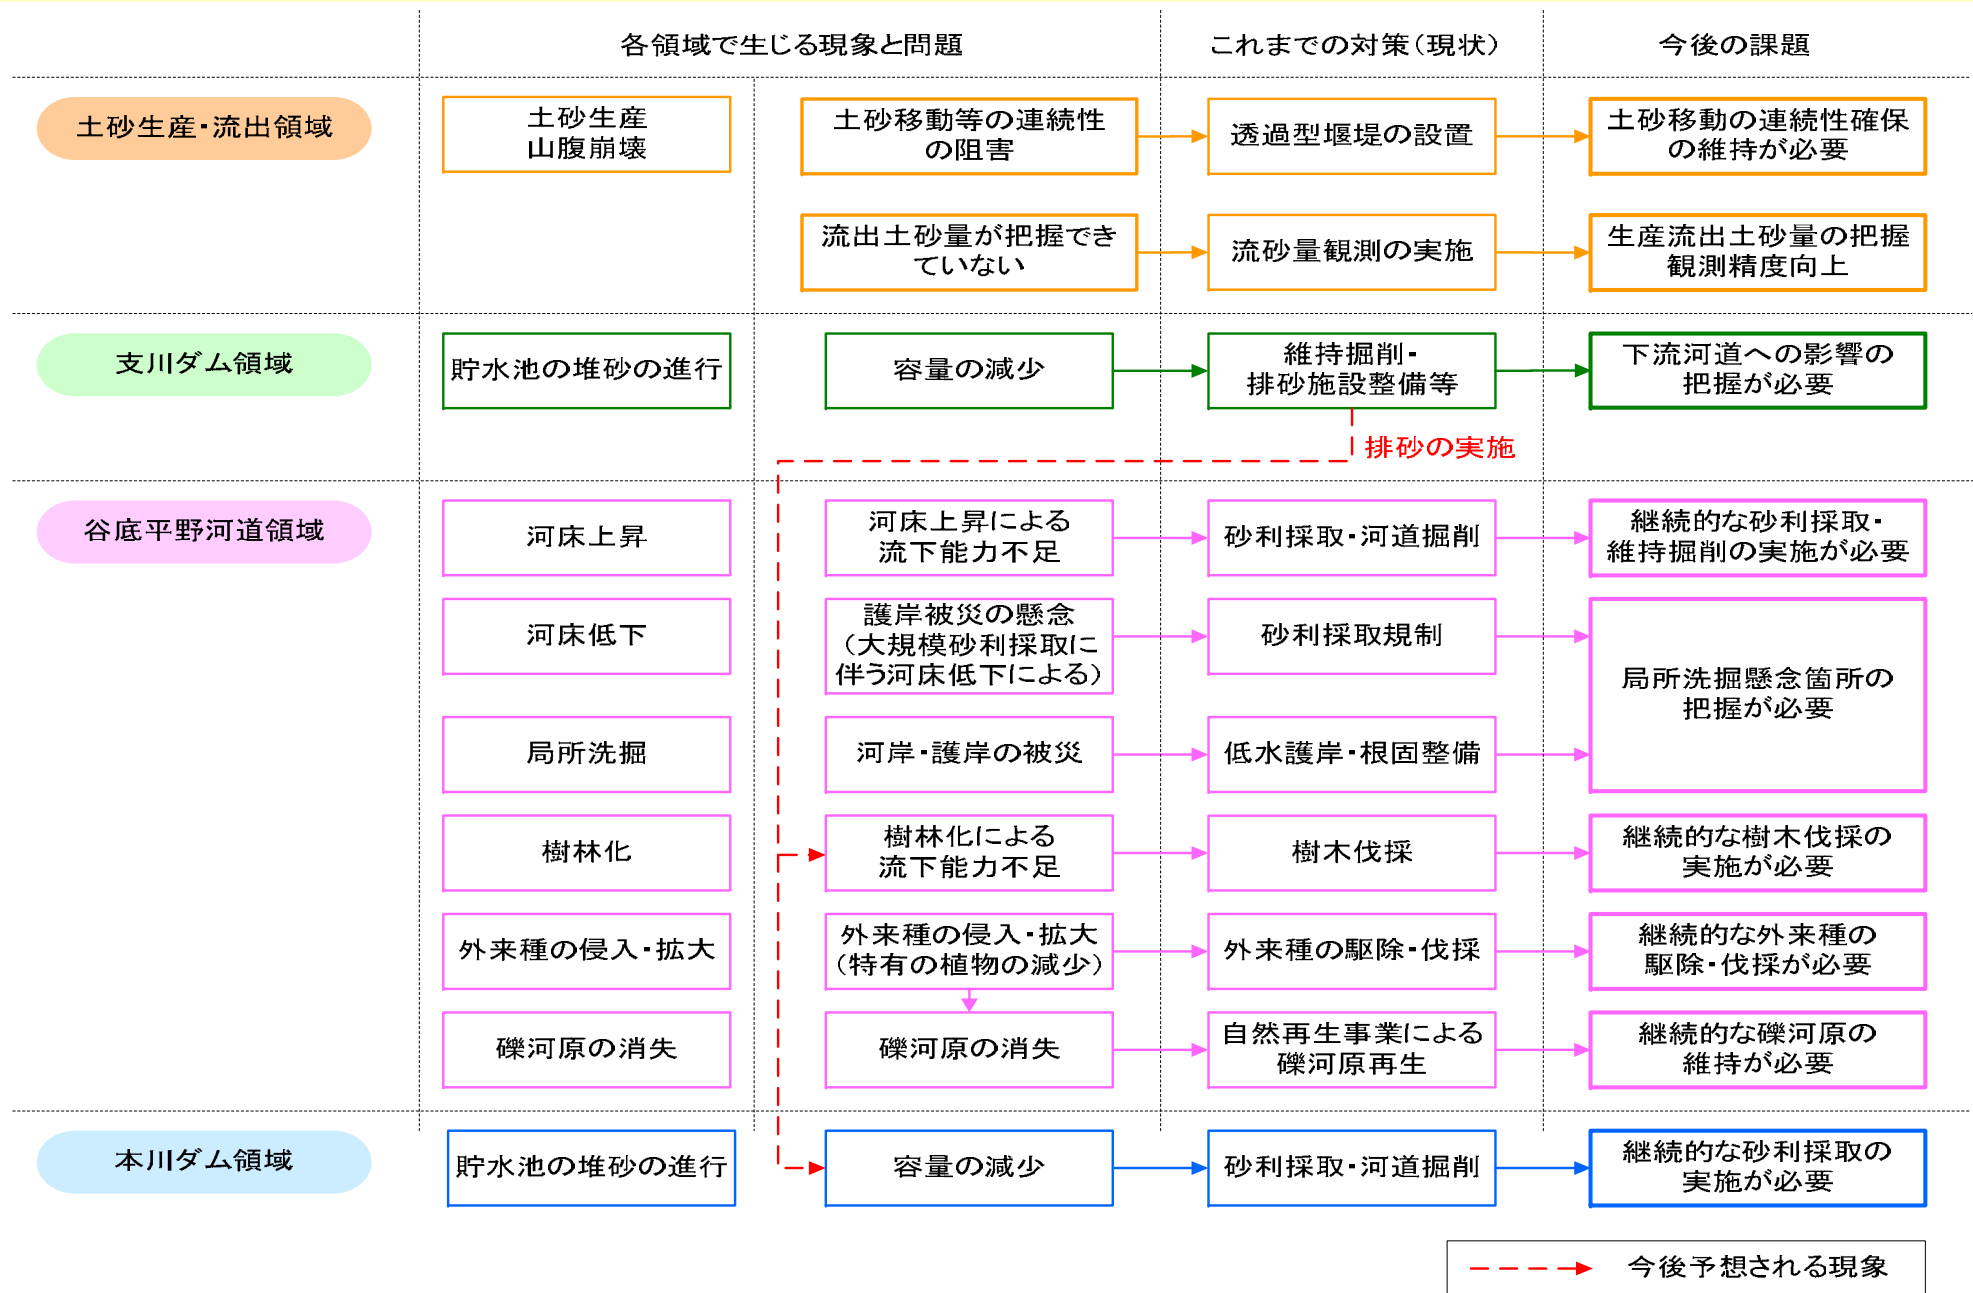 各領域で生じる現象と問題
これまでの対策(現状)
今後の課題
土砂生産・流出領域
土砂生産
山腹崩壊
土砂移動等の連続性
の阻害
透過型堰堤の設置
土砂移動の連続性確保
の維持が必要
流出土砂量が把握でき
ていない
流砂量観測の実施
生産流出土砂量の把握
観測精度向上
支川ダム領域
貯水池の堆砂の進行
容量の減少
維持掘削・
排砂施設整備等
下流河道への影響の
把握が必要
排砂の実施
谷底平野河道領域
河床上昇
河床上昇による
流下能力不足
砂利採取・河道掘削
継続的な砂利採取・
維持掘削の実施が必要
河床低下
護岸被災の懸念
(大規模砂利採取に
伴う河床低下による)
砂利採取規制
局所洗掘懸念箇所の
把握が必要
局所洗掘
河岸・護岸の被災
低水護岸・根固整備
樹林化
樹林化による
流下能力不足
樹木伐採
継続的な樹木伐採の
実施が必要
外来種の侵入・拡大
外来種の侵入・拡大
(特有の植物の減少)
外来種の駆除・伐採
継続的な外来種の
駆除・伐採が必要
礫河原の消失
礫河原の消失
自然再生事業による
礫河原再生
継続的な礫河原の
維持が必要
本川ダム領域
貯水池の堆砂の進行
容量の減少
砂利採取・河道掘削
継続的な砂利採取の
実施が必要
今後予想される現象